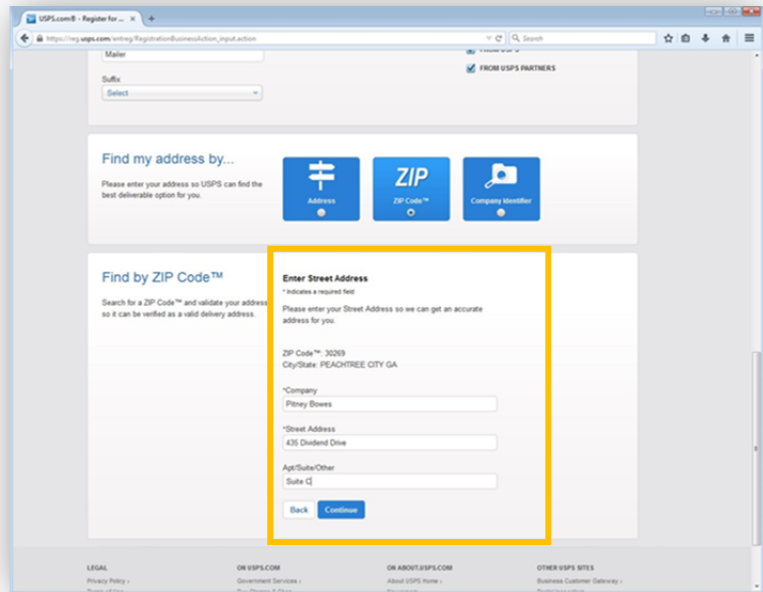 USPS.com® - Register for ...
https://reg.usps.com/entreg/RegistrationBusinessAction_input.action
Search
Mailer
FROM USPS
FROM USPS PARTNERS
Suffix
Select
Find my address by...
Please enter your address so USPS can find the
best deliverable option for you.
Address
ZIP
ZIP Code™
Company Identifier
Find by ZIP Code™
Search for a ZIP Code™ and validate your address
so it can be verified as a valid delivery address.
Enter Street Address
* indicates a required field
Please enter your Street Address so we can get an accurate
address for you.
ZIP Code™: 30269
City/State: PEACHTREE CITY GA
*Company
Pitney Bowes
*Street Address
435 Dividend Drive
Apt/Suite/Other
Suite C
Back
Continue
LEGAL
Privacy Policy ›
ON USPS.COM
Government Services ›
ON ABOUT.USPS.COM
About USPS Home ›
OTHER USPS SITES
Business Customer Gateway ›